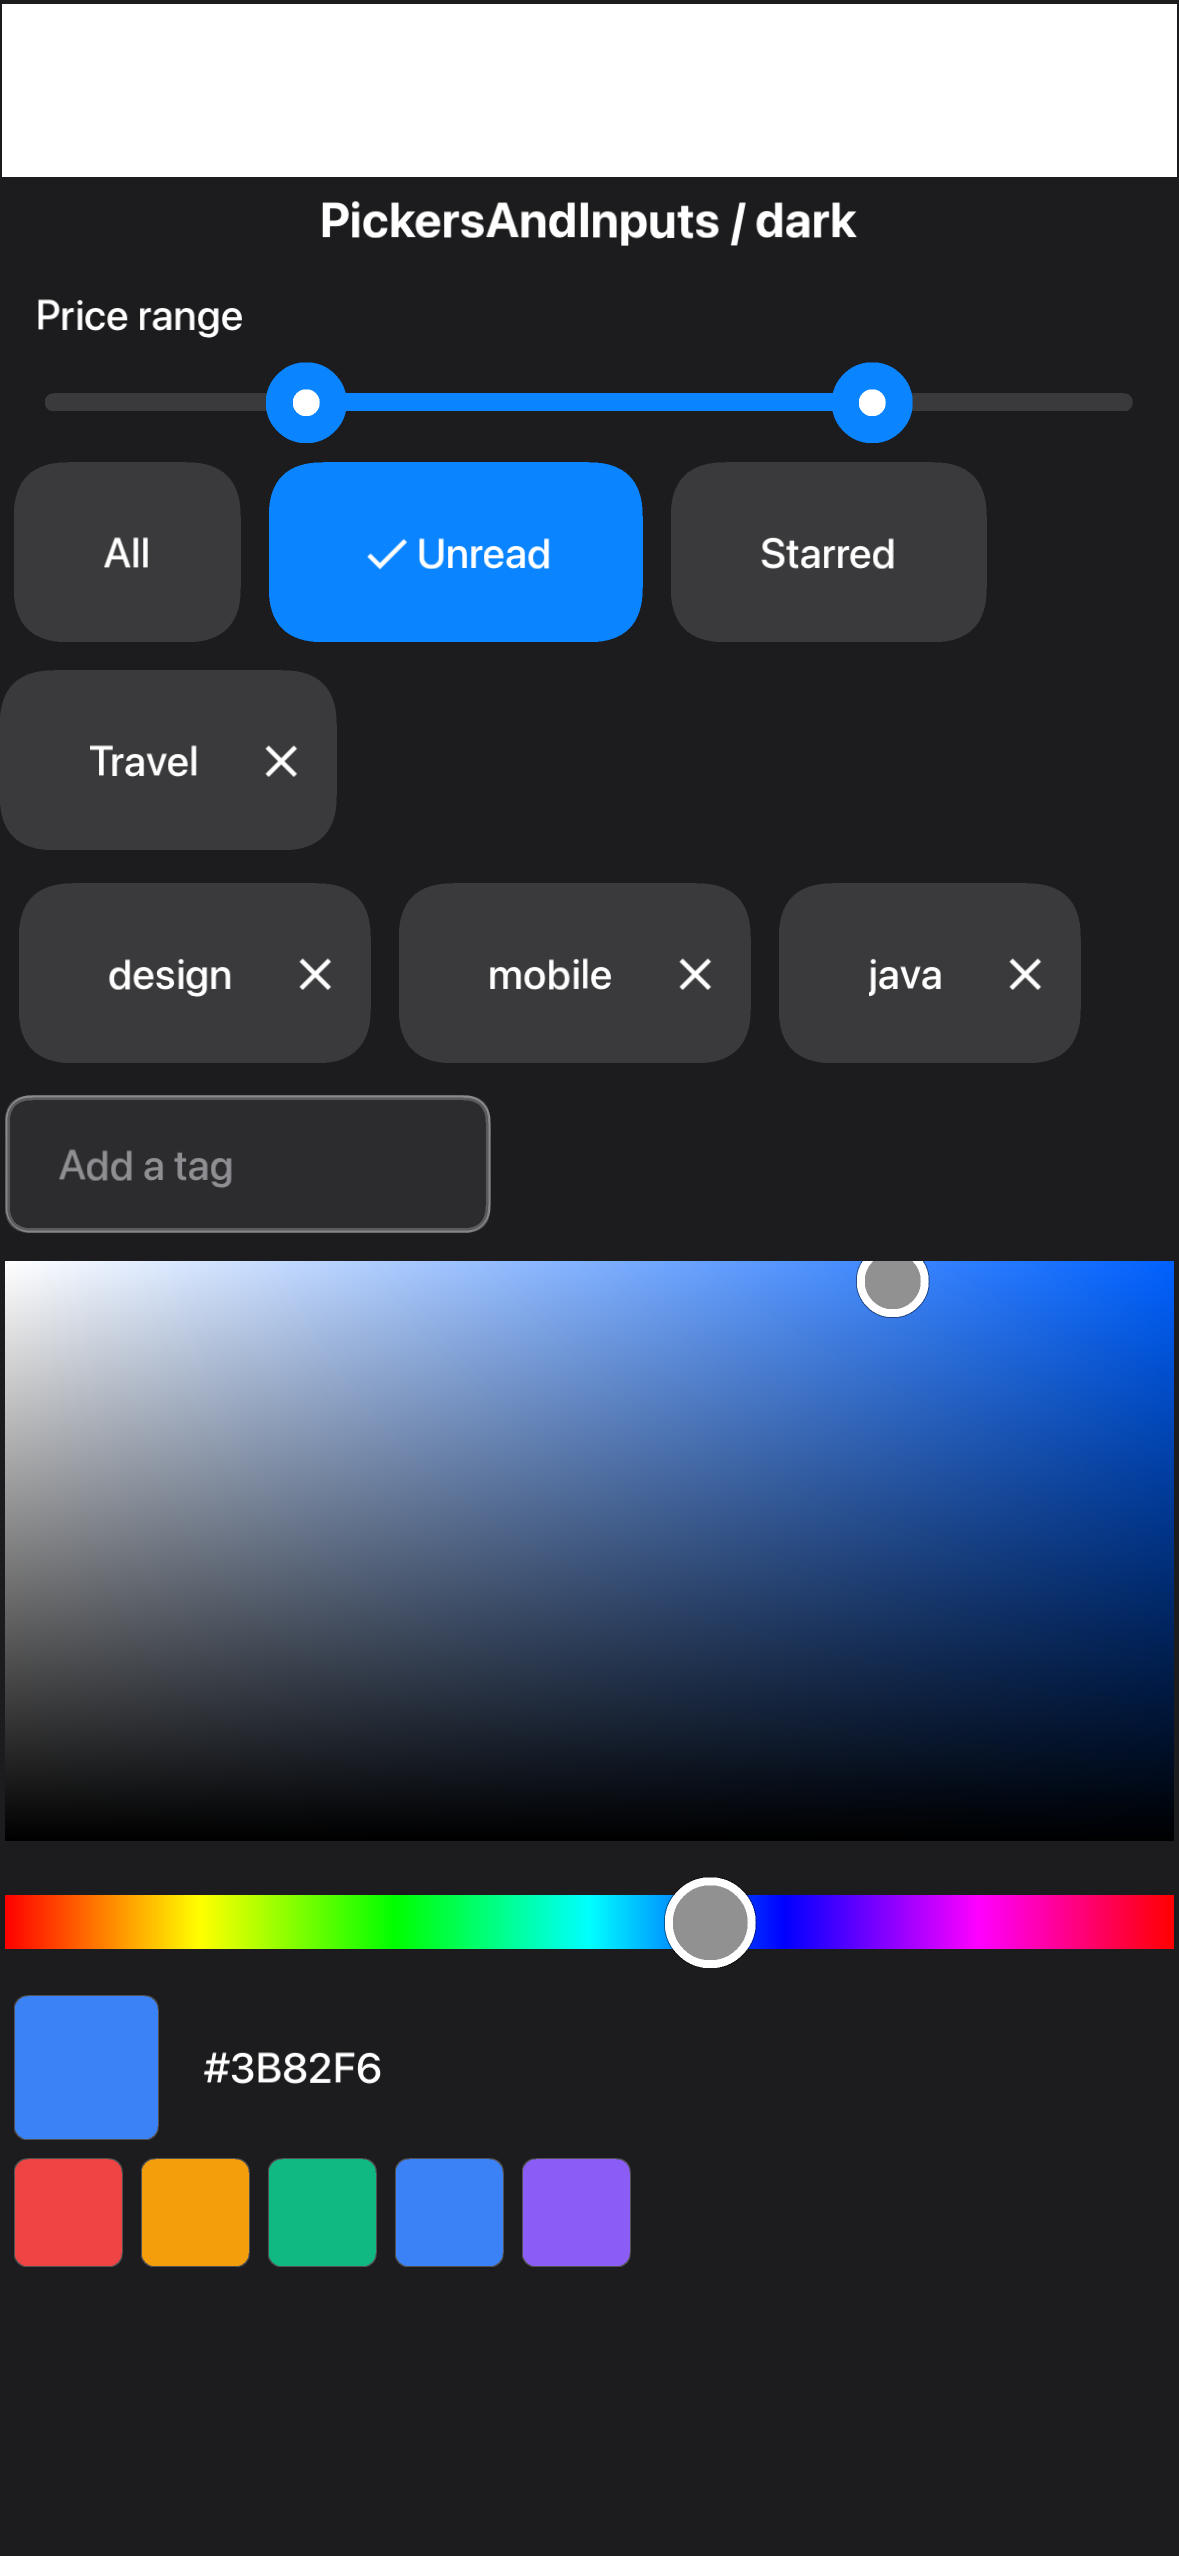 PickersAndInputs / dark
Price range
All
Unread
Starred
Travel
design
mobile
java
Add a tag
#3B82F6